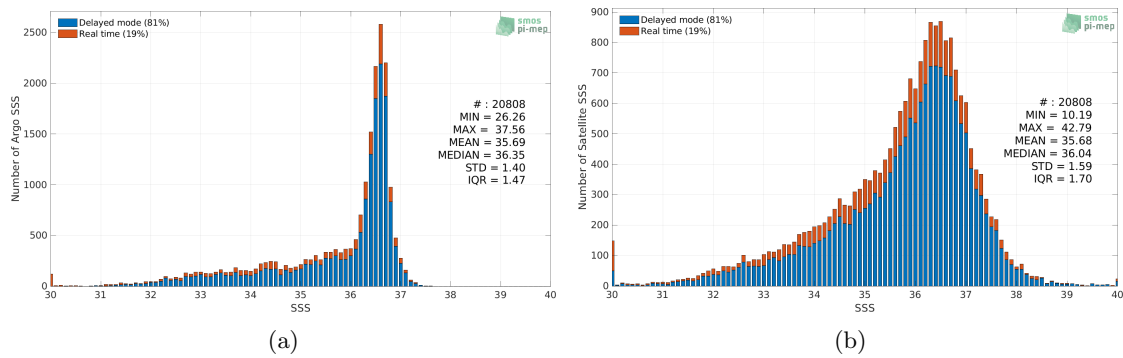 Delayed mode (81%)
Real time (19%)
smos
pi-mep
2500
2000
1500
1000
500
0
Number of Argo SSS
# : 20808
MIN = 26.26
MAX = 37.56
MEAN = 35.69
MEDIAN = 36.35
STD = 1.40
IQR = 1.47
30 31 32 33 34 35 36 37 38 39 40
SSS
(a)
Delayed mode (81%)
Real time (19%)
smos
pi-mep
900
800
700
600
500
400
300
200
100
0
Number of Satellite SSS
# : 20808
MIN = 10.19
MAX = 42.79
MEAN = 35.68
MEDIAN = 36.04
STD = 1.59
IQR = 1.70
30 31 32 33 34 35 36 37 38 39 40
SSS
(b)